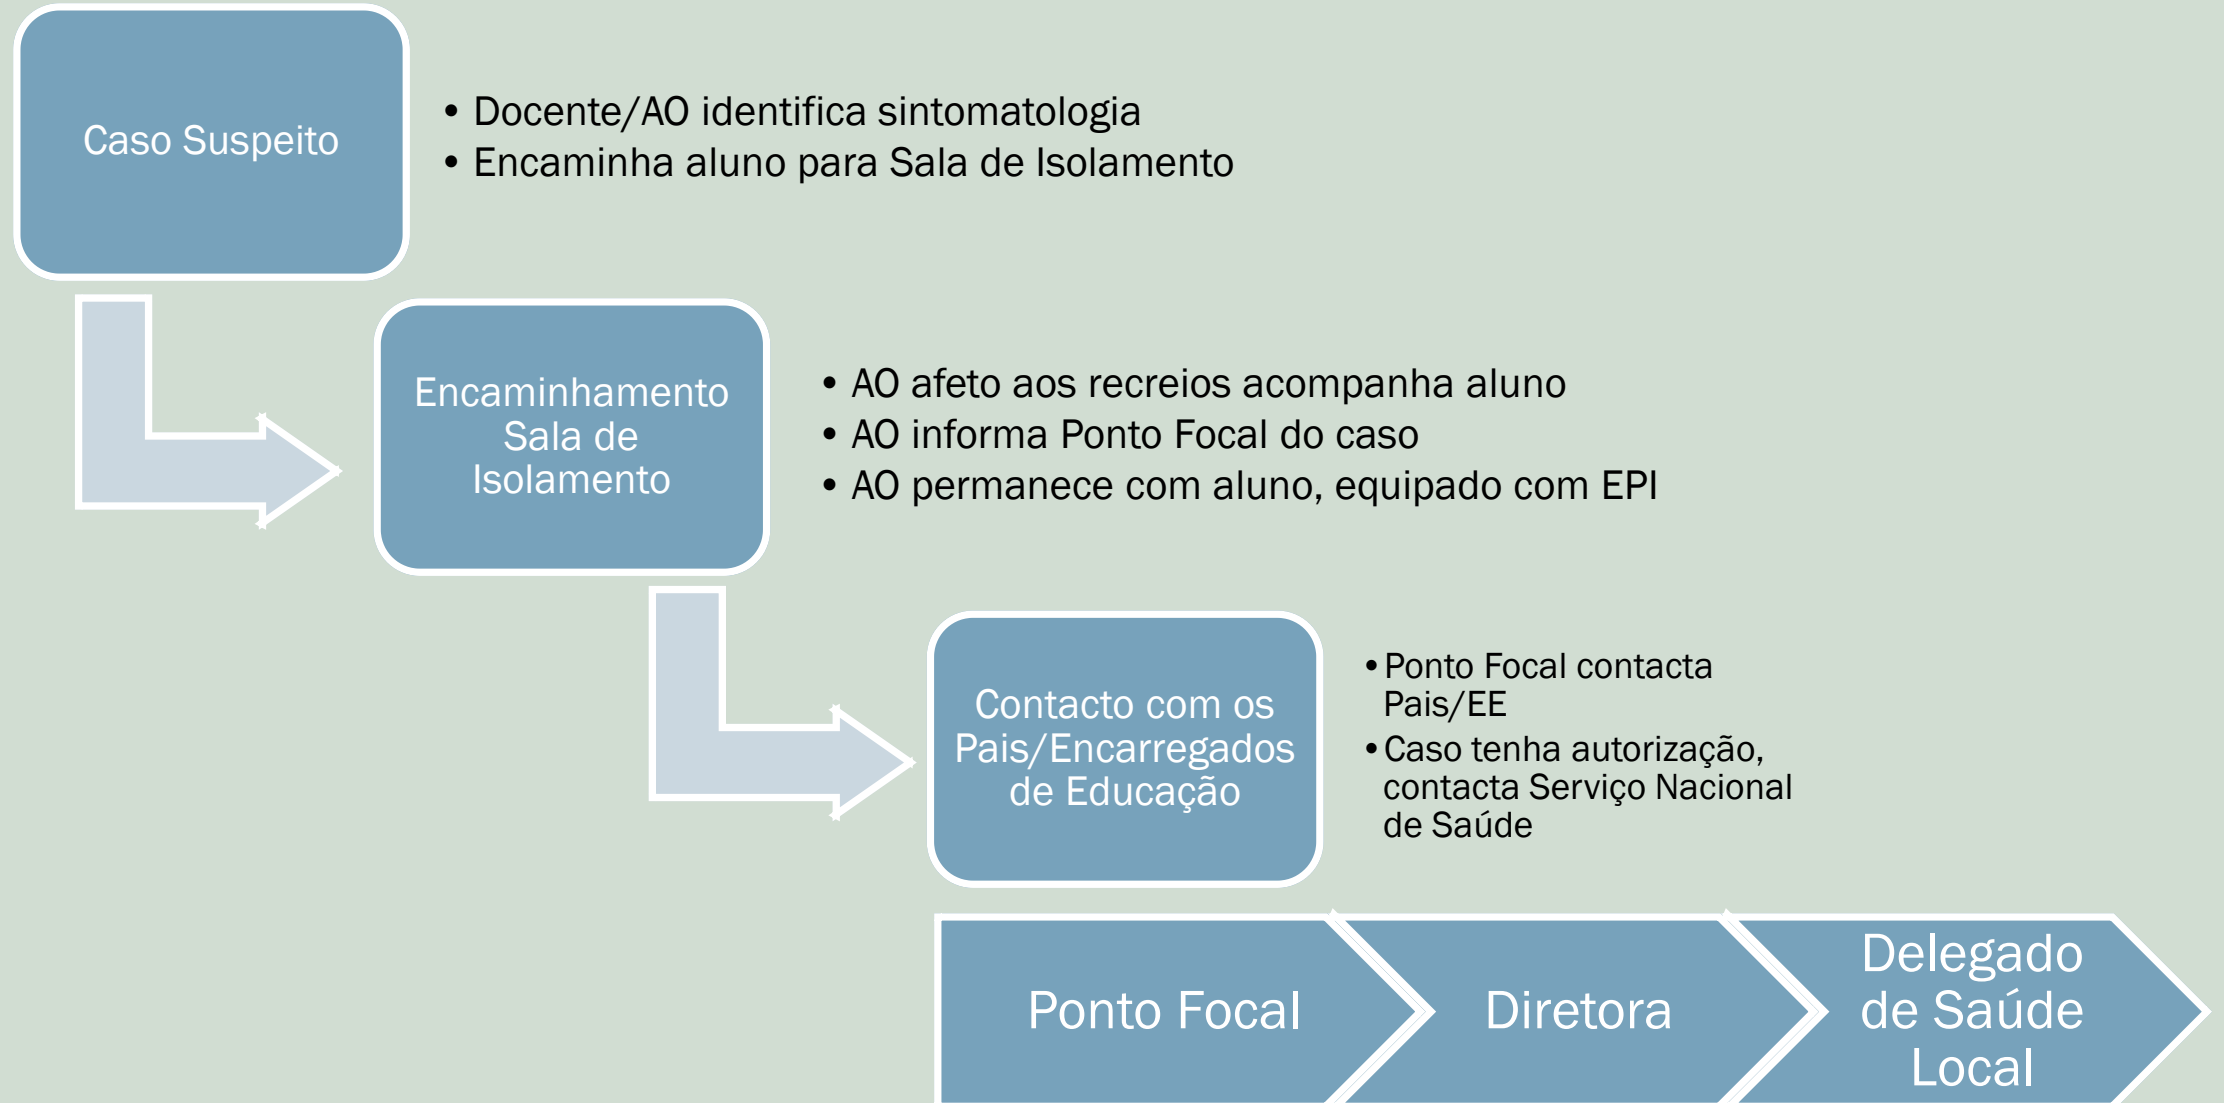 Caso Suspeito
• Docente/AO identifica sintomatologia
• Encaminha aluno para Sala de Isolamento
Encaminhamento
Sala de
Isolamento
• AO afeto aos recreios acompanha aluno
• AO informa Ponto Focal do caso
• AO permanece com aluno, equipado com EPI
Contacto com os
Pais/Encarregados
de Educação
• Ponto Focal contacta
Pais/EE
• Caso tenha autorização,
contacta Serviço Nacional
de Saúde
Ponto Focal
Diretora
Delegado
de Saúde
Local